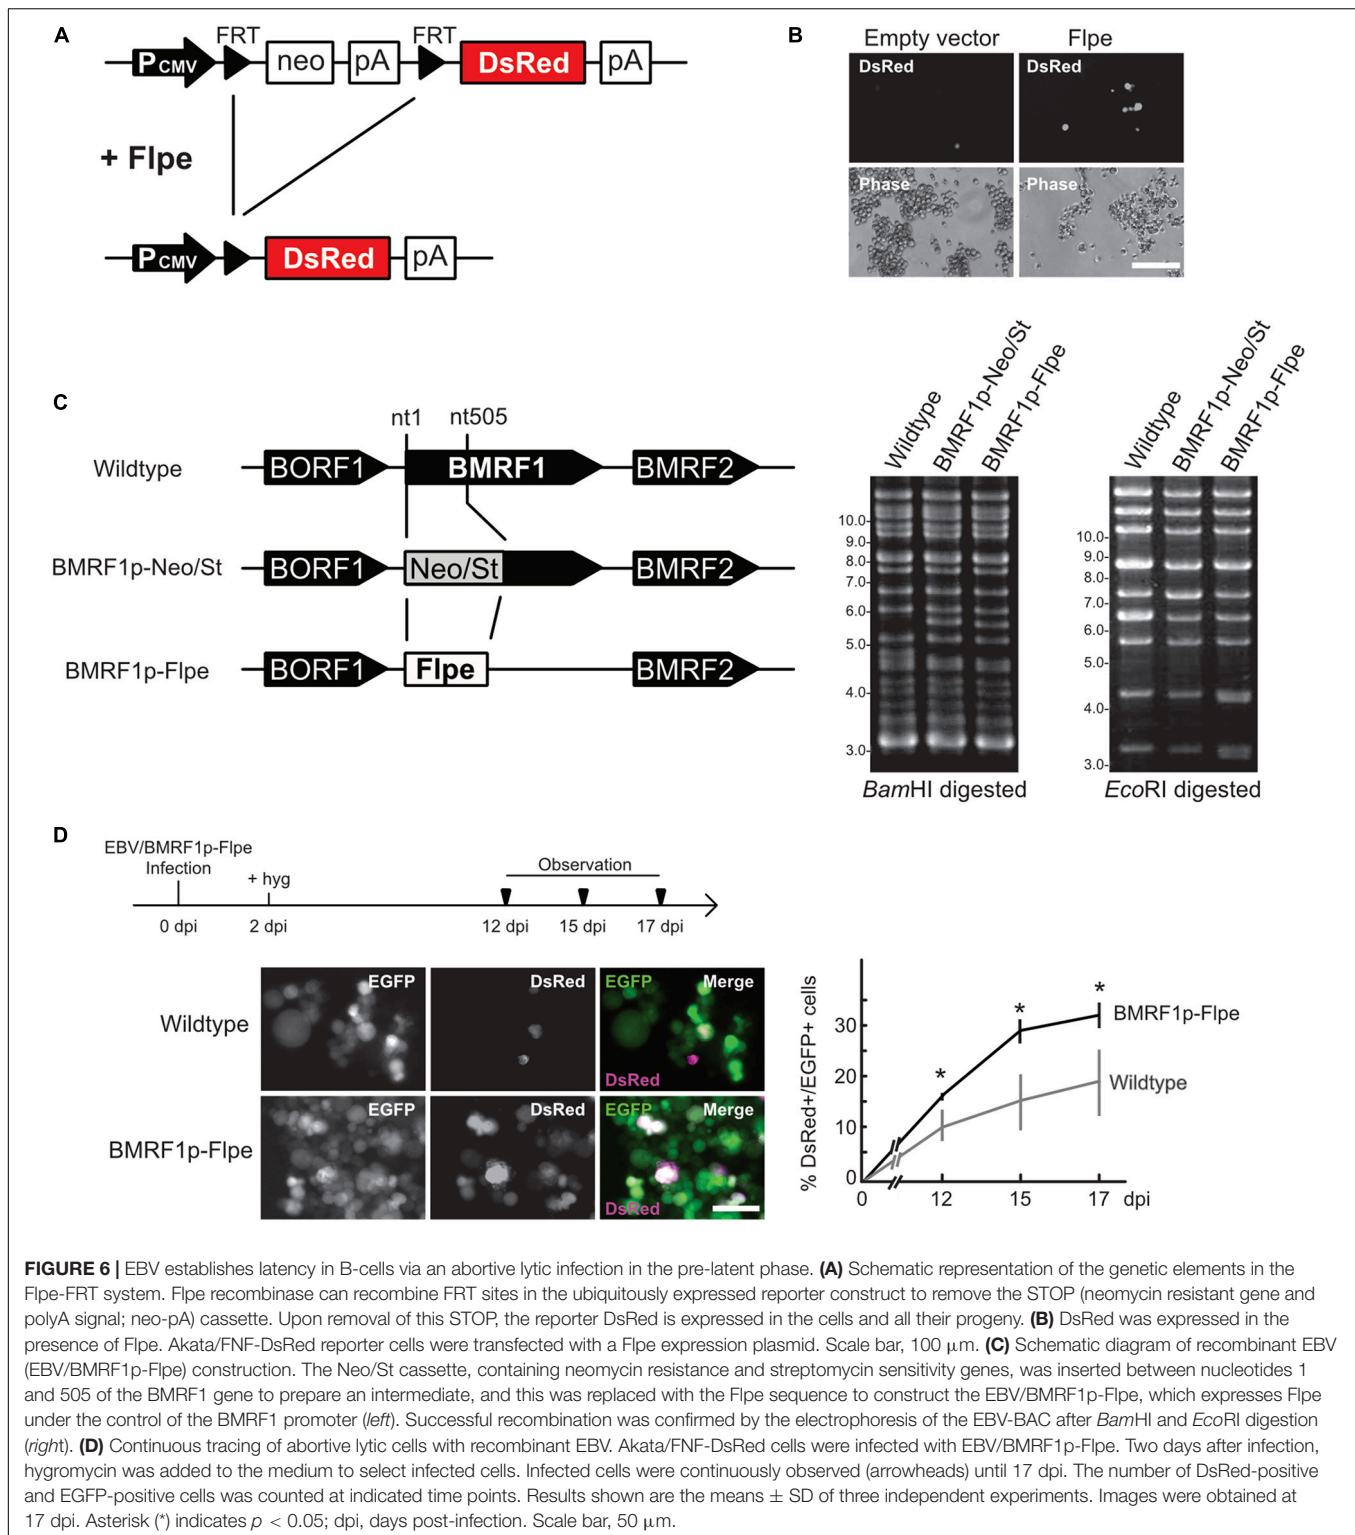 A
FRT
FRT
PCMV
neo
pA
DsRed
pA
+ Flpe
PCMV
DsRed
pA
B
Empty vector
Flpe
DsRed
DsRed
Phase
Phase
C
nt1
nt505
Wildtype
BORF1
BMRF1
BMRF2
BMRF1p-Neo/St
BORF1
Neo/St
BMRF2
BMRF1p-Flpe
BORF1
Flpe
BMRF2
Wildtype
BMRF1p-Neo/St
BMRF1p-Flpe
10.0-
9.0-
8.0-
7.0-
6.0-
5.0-
4.0-
3.0-
BamHI digested
Wildtype
BMRF1p-Neo/St
BMRF1p-Flpe
10.0-
9.0-
8.0-
7.0-
6.0-
5.0-
4.0-
3.0-
EcoRI digested
D
EBV/BMRF1p-Flpe
Infection
+ hyg
Observation
0 dpi
2 dpi
12 dpi
15 dpi
17 dpi
Wildtype
EGFP
DsRed
EGFP
Merge
DsRed
BMRF1p-Flpe
EGFP
DsRed
EGFP
Merge
DsRed
% DsRed+/EGFP+ cells
30
20
10
0
*
*
*
BMRF1p-Flpe
Wildtype
0
12
15
17
dpi
FIGURE 6 | EBV establishes latency in B-cells via an abortive lytic infection in the pre-latent phase. (A) Schematic representation of the genetic elements in the
Flpe-FRT system. Flpe recombinase can recombine FRT sites in the ubiquitously expressed reporter construct to remove the STOP (neomycin resistant gene and
polyA signal; neo-pA) cassette. Upon removal of this STOP, the reporter DsRed is expressed in the cells and all their progeny. (B) DsRed was expressed in the
presence of Flpe. Akata/FNF-DsRed reporter cells were transfected with a Flpe expression plasmid. Scale bar, 100 μm. (C) Schematic diagram of recombinant EBV
(EBV/BMRF1p-Flpe) construction. The Neo/St cassette, containing neomycin resistance and streptomycin sensitivity genes, was inserted between nucleotides 1
and 505 of the BMRF1 gene to prepare an intermediate, and this was replaced with the Flpe sequence to construct the EBV/BMRF1p-Flpe, which expresses Flpe
under the control of the BMRF1 promoter (left). Successful recombination was confirmed by the electrophoresis of the EBV-BAC after BamHI and EcoRI digestion
(right). (D) Continuous tracing of abortive lytic cells with recombinant EBV. Akata/FNF-DsRed cells were infected with EBV/BMRF1p-Flpe. Two days after infection,
hygromycin was added to the medium to select infected cells. Infected cells were continuously observed (arrowheads) until 17 dpi. The number of DsRed-positive
and EGFP-positive cells was counted at indicated time points. Results shown are the means ± SD of three independent experiments. Images were obtained at
17 dpi. Asterisk (*) indicates p < 0.05; dpi, days post-infection. Scale bar, 50 μm.